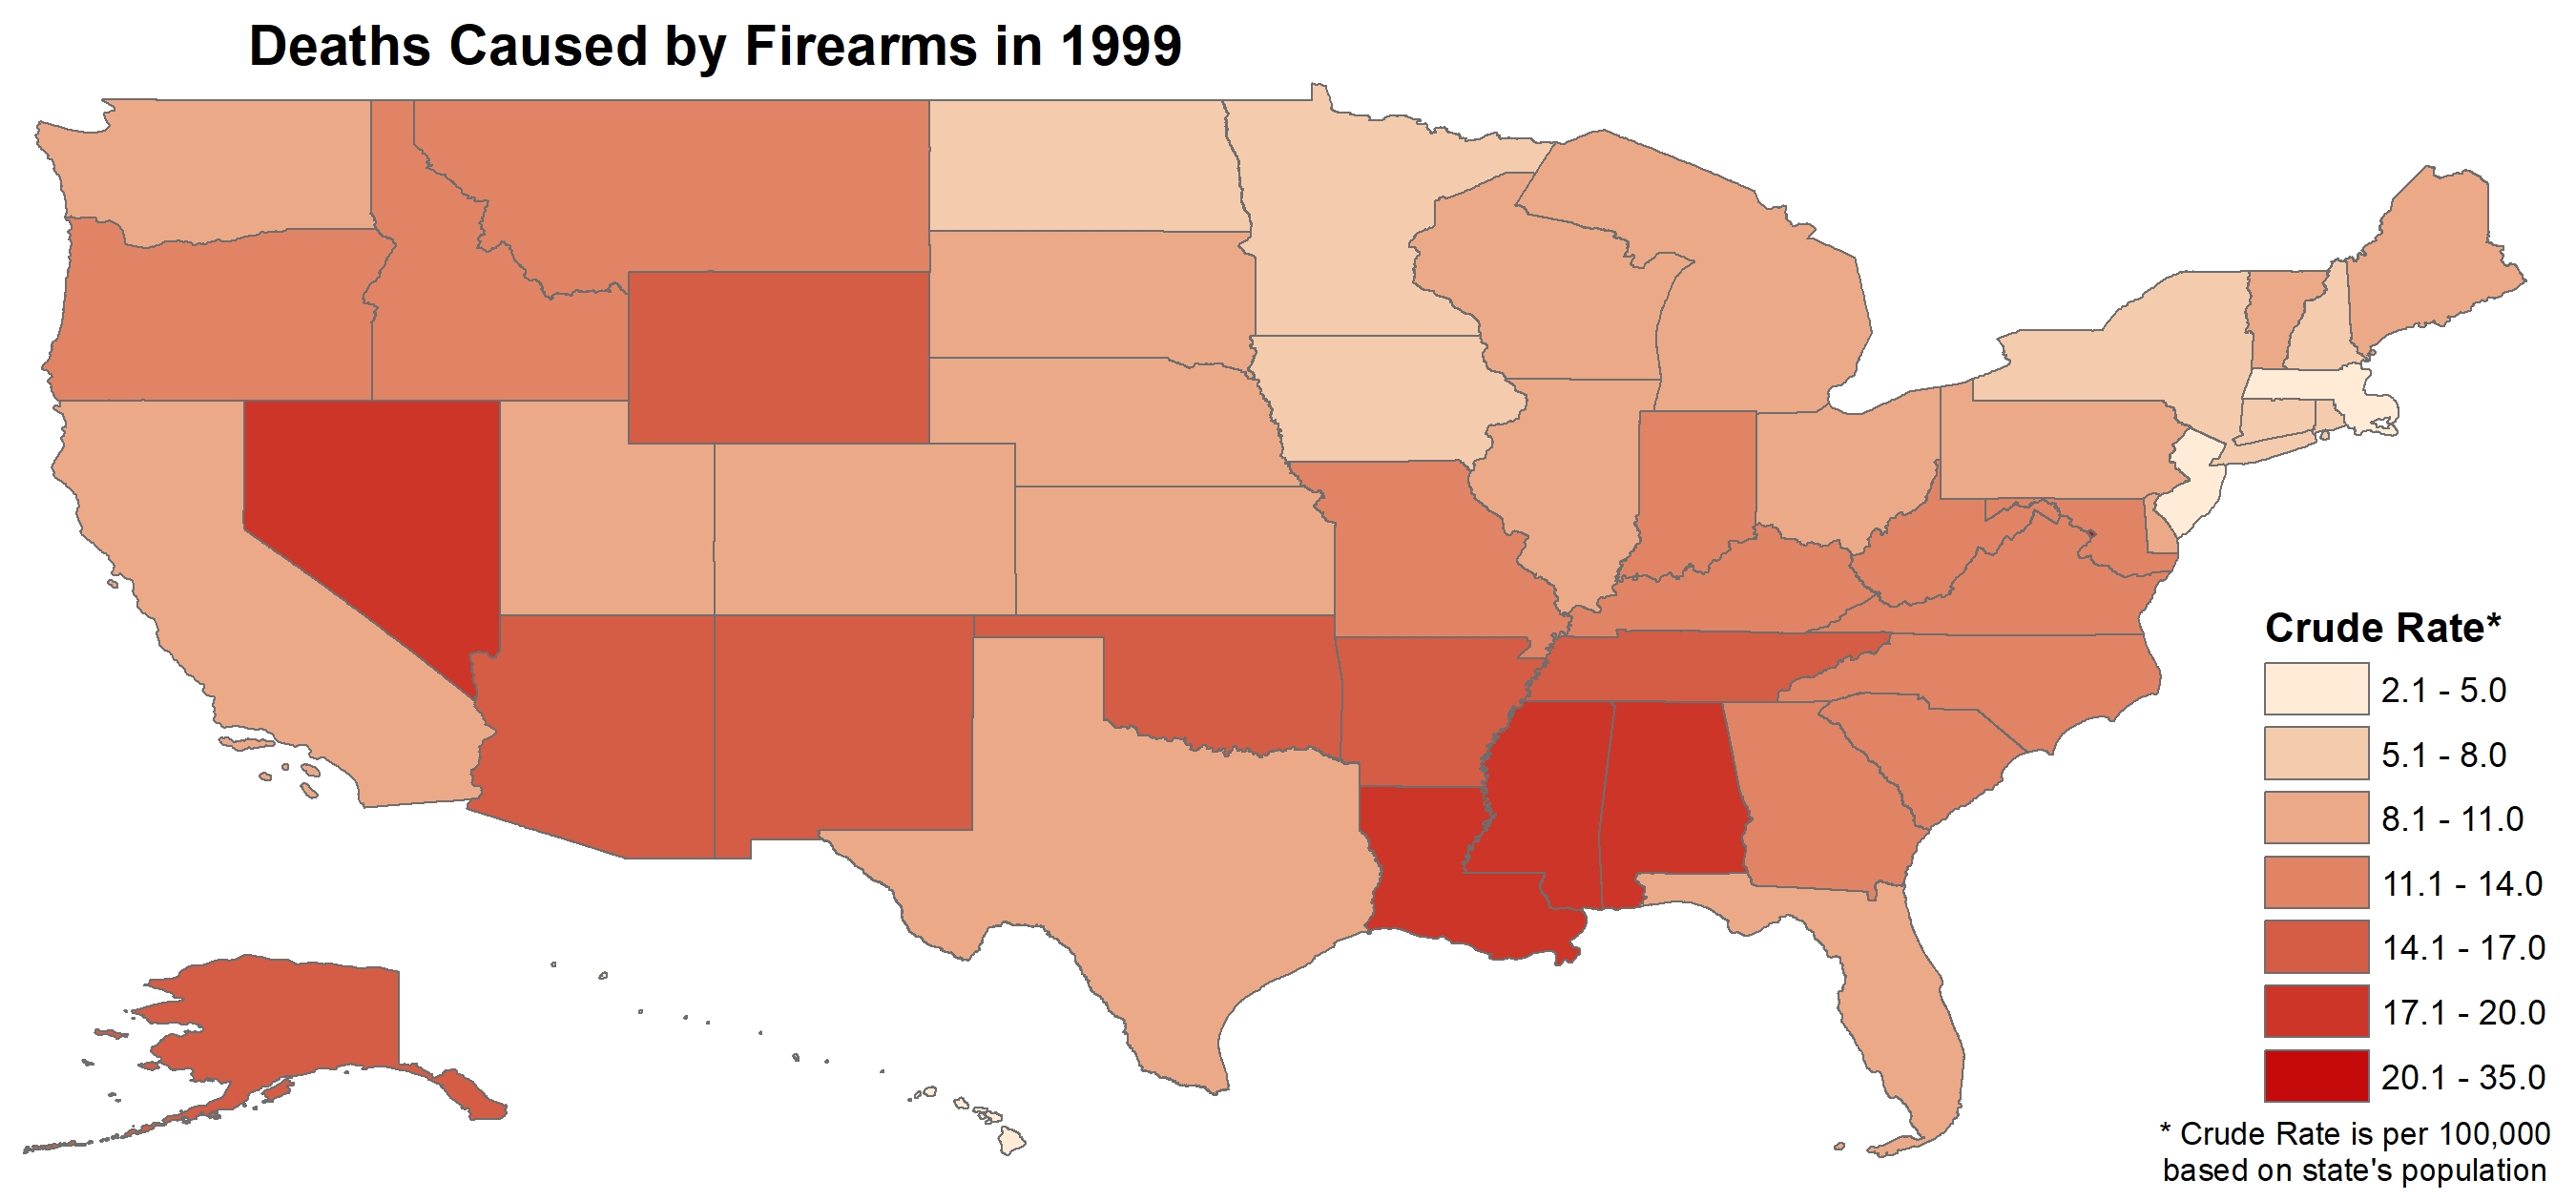 Deaths Caused by Firearms in 1999
Crude Rate*
2.1 - 5.0
5.1 - 8.0
8.1 - 11.0
11.1 - 14.0
14.1 - 17.0
17.1 - 20.0
20.1 - 35.0
* Crude Rate is per 100,000
based on state's population